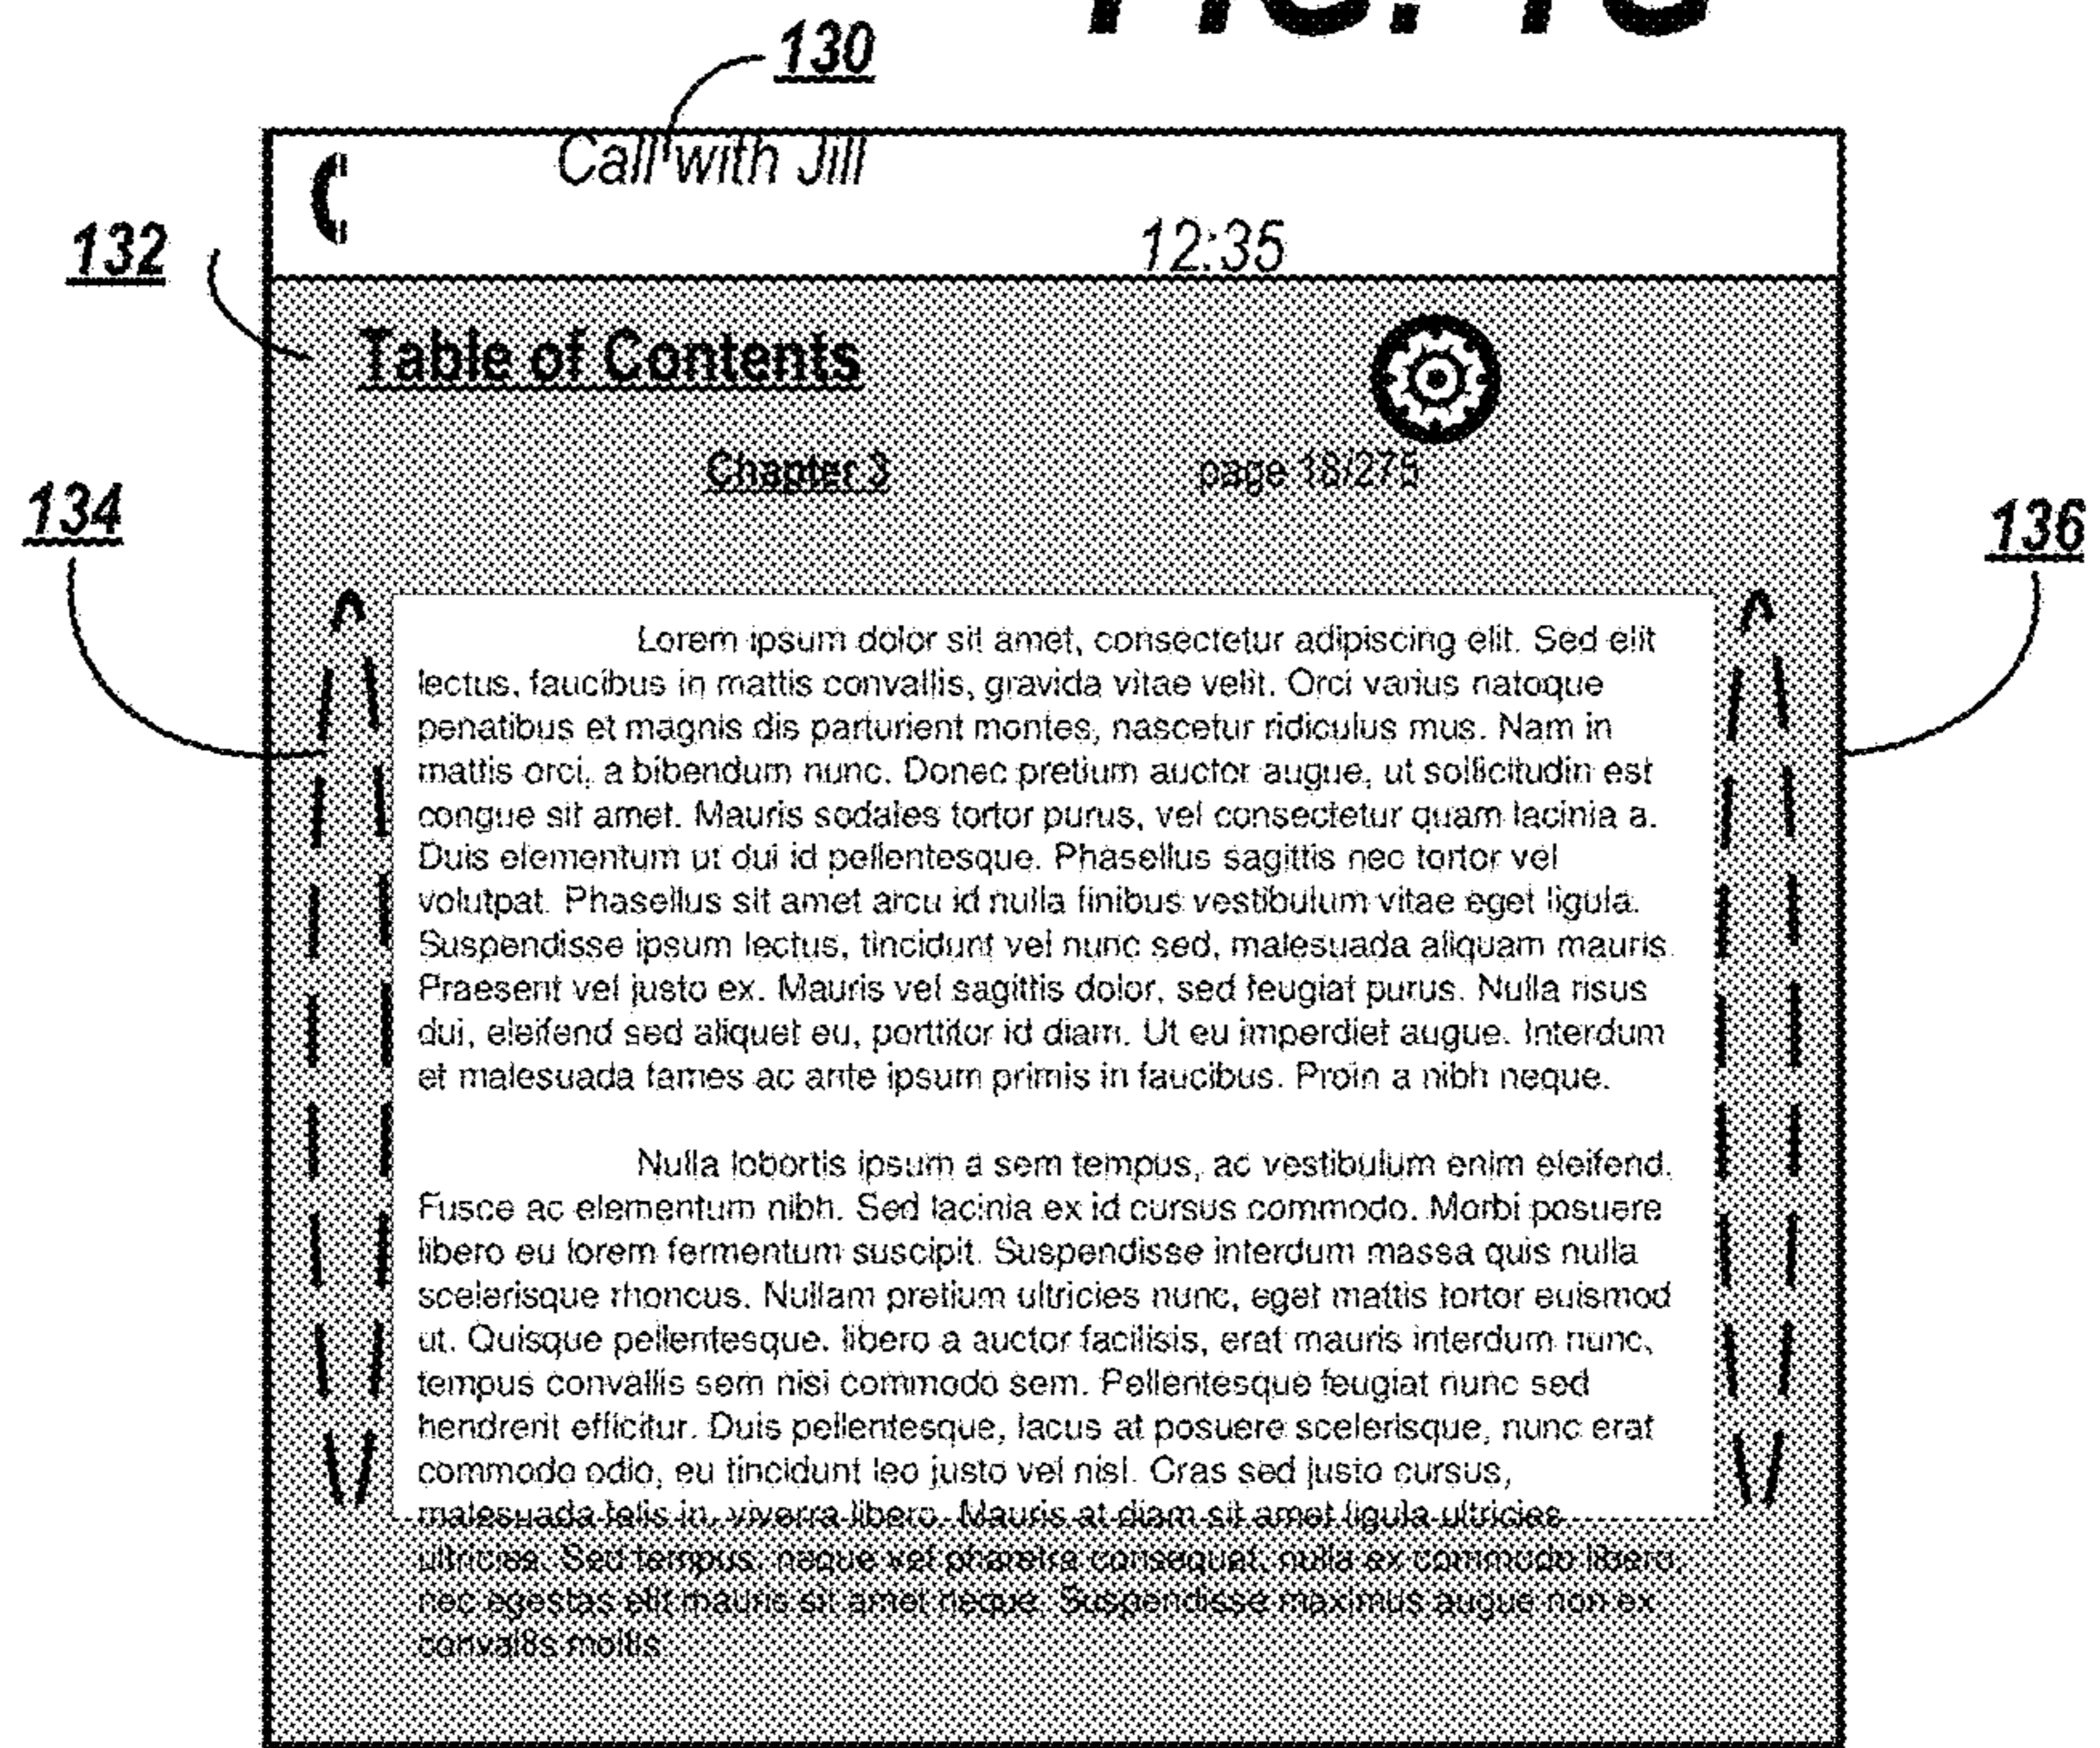 130
Call with Jill
132
12:35
Table of Contents
Chapter 3
page 18/275
134
136
Lorem ipsum dolor sit amet, consectetur adipiscing elit. Sed elit
lectus, faucibus in mattis convallis, gravida vitae velit. Orci varius natoque
penatibus et magnis dis parturient montes, nascetur ridiculus mus. Nam in
mattis orci, a bibendum nunc. Donec pretium auctor augue, ut sollicitudin est
congue sit amet. Mauris sodales tortor purus, vel consectetur quam lacinia a.
Duis elementum ut dui id pellentesque. Phasellus sagittis nec tortor vel
volutpat. Phasellus sit amet arcu id nulla finibus vestibulum vitae eget ligula.
Suspendisse ipsum lectus, tincidunt vel nunc sed, malesuada aliquam mauris.
Praesent vel justo ex. Mauris vel sagittis dolor, sed feugiat purus. Nulla risus
dui, eleifend sed aliquet eu, porttitor id diam. Ut eu imperdiet augue. Interdum
et malesuada fames ac ante ipsum primis in faucibus. Proin a nibh neque.
Nulla lobortis ipsum a sem tempus, ac vestibulum enim eleifend.
Fusce ac elementum nibh. Sed lacinia ex id cursus commodo. Morbi posuere
libero eu lorem fermentum suscipit. Suspendisse interdum massa quis nulla
scelerisque rhoncus. Nullam pretium ultricies nunc, eget mattis tortor euismod
ut. Quisque pellentesque, libero a auctor facilisis, erat mauris interdum nunc,
tempus convallis sem nisi commodo sem. Pellentesque feugiat nunc sed
hendrerit efficitur. Duis pellentesque, lacus at posuere scelerisque, nunc erat
commodo odio, eu tincidunt leo justo vel nisl. Cras sed justo cursus,
malesuada felis in, viverra libero. Mauris at diam sit amet ligula ultricies
ultricies. Sed tempus, neque vel pharetra consequat, nulla ex commodo libero,
nec egestas elit mauris sit amet neque. Suspendisse maximus augue non ex
convallis mollis.